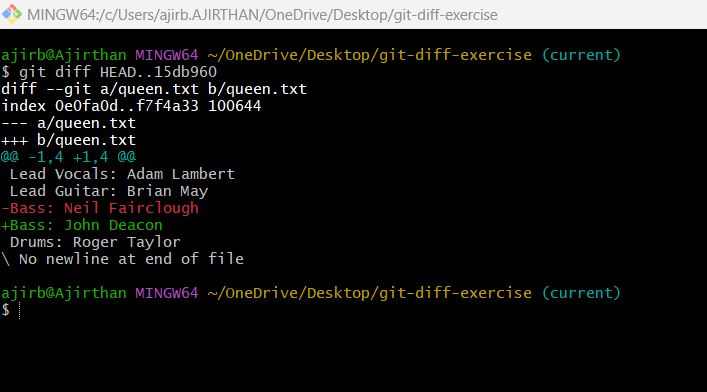 MINGW64:/c/Users/ajirb.AJIRTHAN/OneDrive/Desktop/git-diff-exercise
ajirb@Ajirthan MINGW64 ~/OneDrive/Desktop/git-diff-exercise (current)
$ git diff HEAD..15db960
diff --git a/queen.txt b/queen.txt
index 0e0fa0d..f7f4a33 100644
--- a/queen.txt
+++ b/queen.txt
@@ -1,4 +1,4 @@
 Lead Vocals: Adam Lambert
 Lead Guitar: Brian May
-Bass: Neil Fairclough
+Bass: John Deacon
 Drums: Roger Taylor
\ No newline at end of file
ajirb@Ajirthan MINGW64 ~/OneDrive/Desktop/git-diff-exercise (current)
$